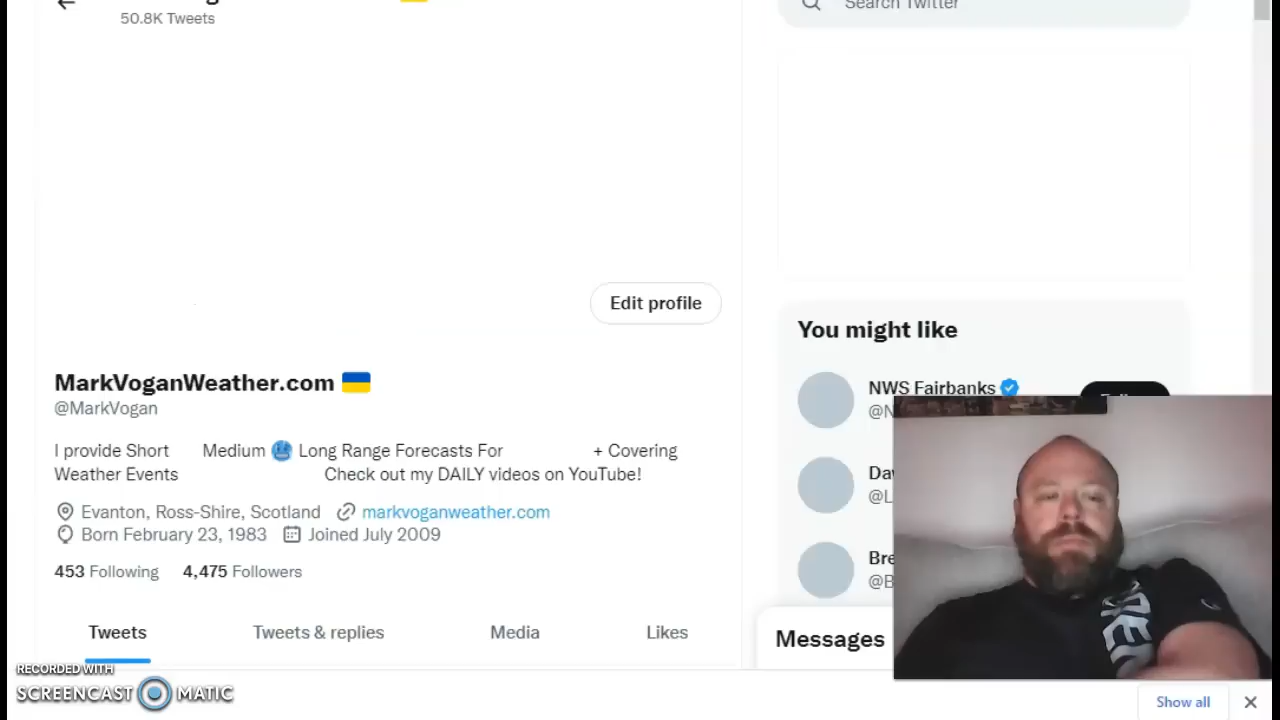 50.8K Tweets
Search Twitter
Edit profile
You might like
MarkVoganWeather.com
@MarkVogan
NWS Fairbanks
I provide Short Medium Long Range Forecasts For + Covering
Weather Events Check out my DAILY videos on YouTube!
Evanton, Ross-Shire, Scotland markvoganweather.com
Born February 23, 1983 Joined July 2009
453 Following 4,475 Followers
Tweets Tweets & replies Media Likes
Messages
RECORDED WITH
SCREENCAST MATIC
Show all